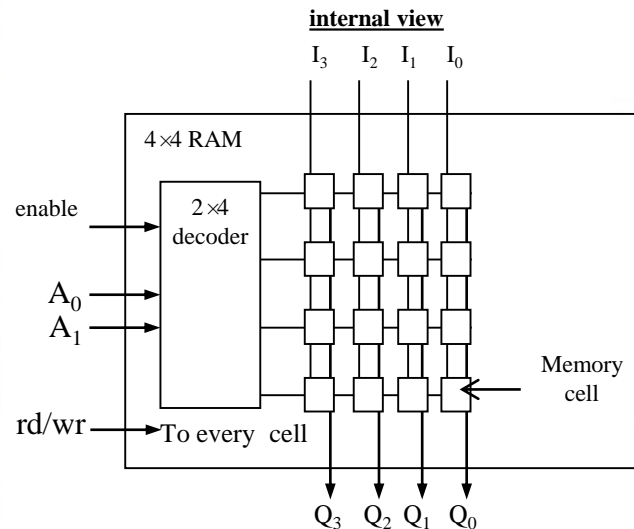 internal view
I3 I2 I1 I0
4×4 RAM
enable
2×4
decoder
A0
A1
Memory
cell
rd/wr
To every cell
Q3 Q2 Q1 Q0